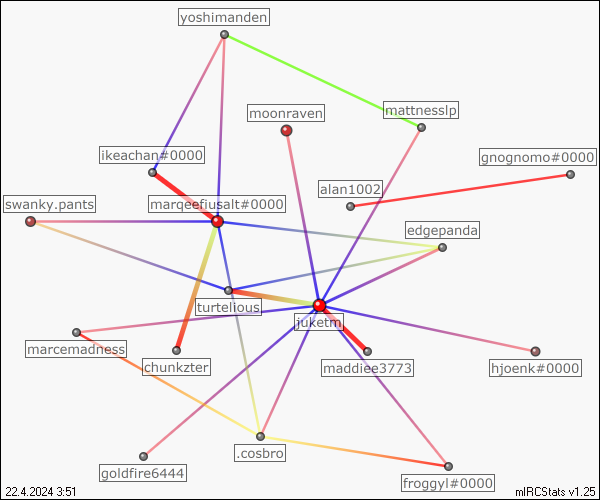 yoshimanden
moonraven
mattnesslp
ikeachan#0000
gnognomo#0000
alan1002
swanky.pants
marqeefiusalt#0000
edgepanda
turtelious
juketm
marcemadness
chunkzter
maddiee3773
hjoenk#0000
.cosbro
goldfire6444
froggyl#0000
22.4.2024 3:51
mIRCStats v1.25